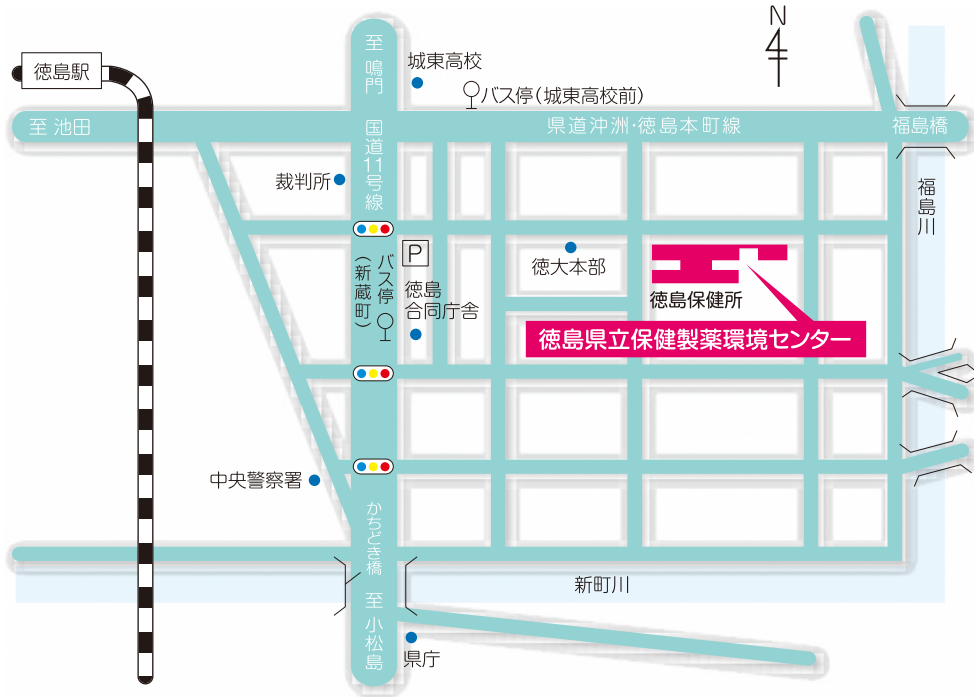 N
徳島駅
至 鳴門
城東高校
バス停(城東高校前)
至 池田
国道11号線
県道沖洲・徳島本町線
福島橋
裁判所
福島川
P
バス停
(新蔵町)
徳島
合同庁舎
徳大本部
徳島保健所
徳島県立保健製薬環境センター
中央警察署
かちどき橋
新町川
至 小松島
県庁